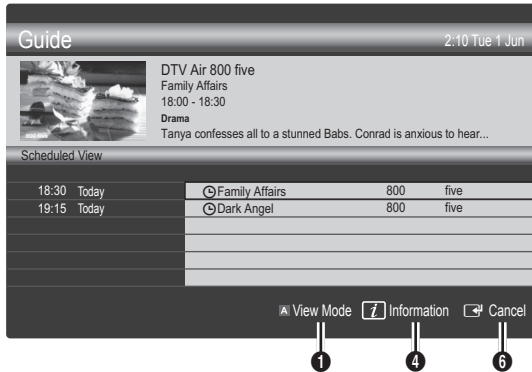 Guide
2:10 Tue 1 Jun
DTV Air 800 five
Family Affairs
18:00 - 18:30
Drama
Tanya confesses all to a stunned Babs. Conrad is anxious to hear...
Scheduled View
18:30 Today Family Affairs 800 five
19:15 Today Dark Angel 800 five
A View Mode i Information Cancel
1 4 6